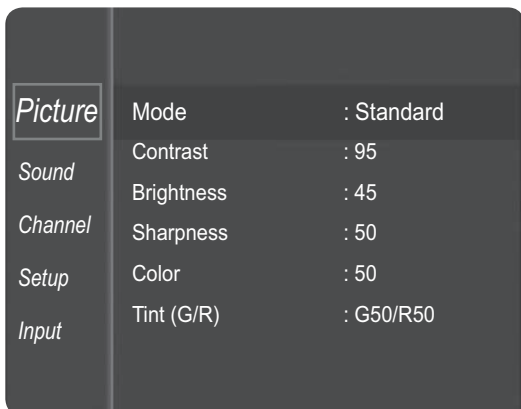 Picture
Sound
Channel
Setup
Input
Mode : Standard
Contrast : 95
Brightness : 45
Sharpness : 50
Color : 50
Tint (G/R) : G50/R50